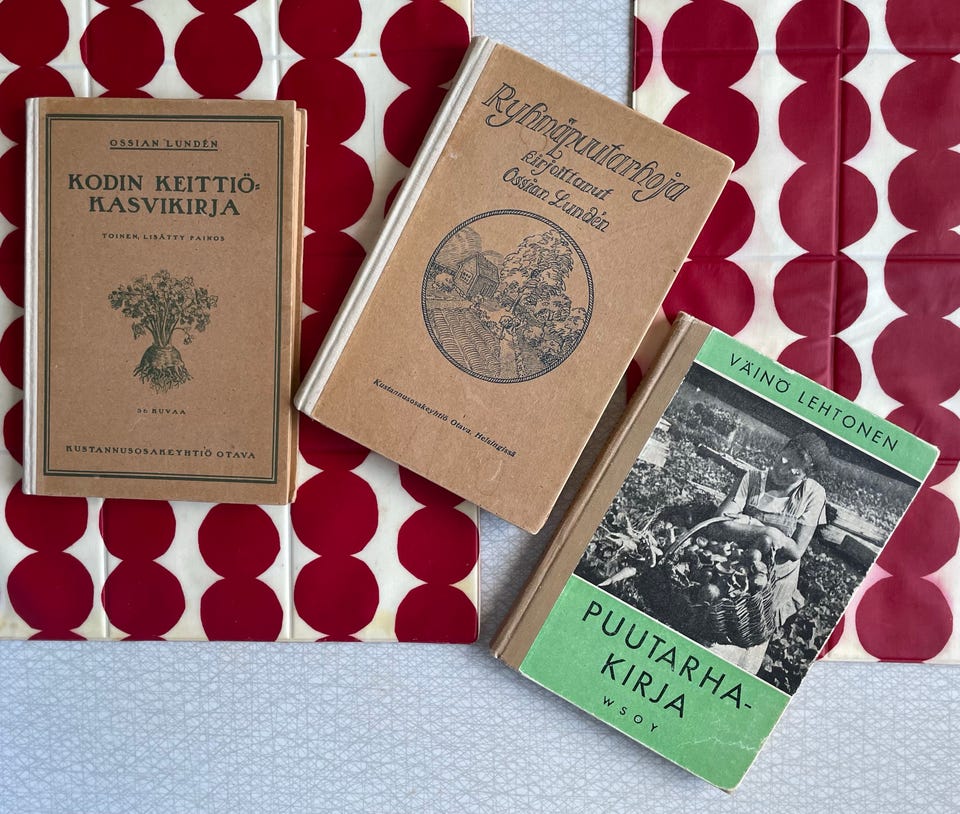 OSSIAN LUNDÉN
KODIN KEITTIÖ=
KASVIKIRJA
TOINEN, LISÄTTY PAINOS
36 KUVAA
KUSTANNUSOSAKEYHTIÖ OTAVA
Ryhmäpuutarhoja
kirjoittanut
Ossian Lundén
Kustannusosakeyhtiö Otava, Helsingissä
VÄINÖ LEHTONEN
PUUTARHA-
KIRJA
WSOY